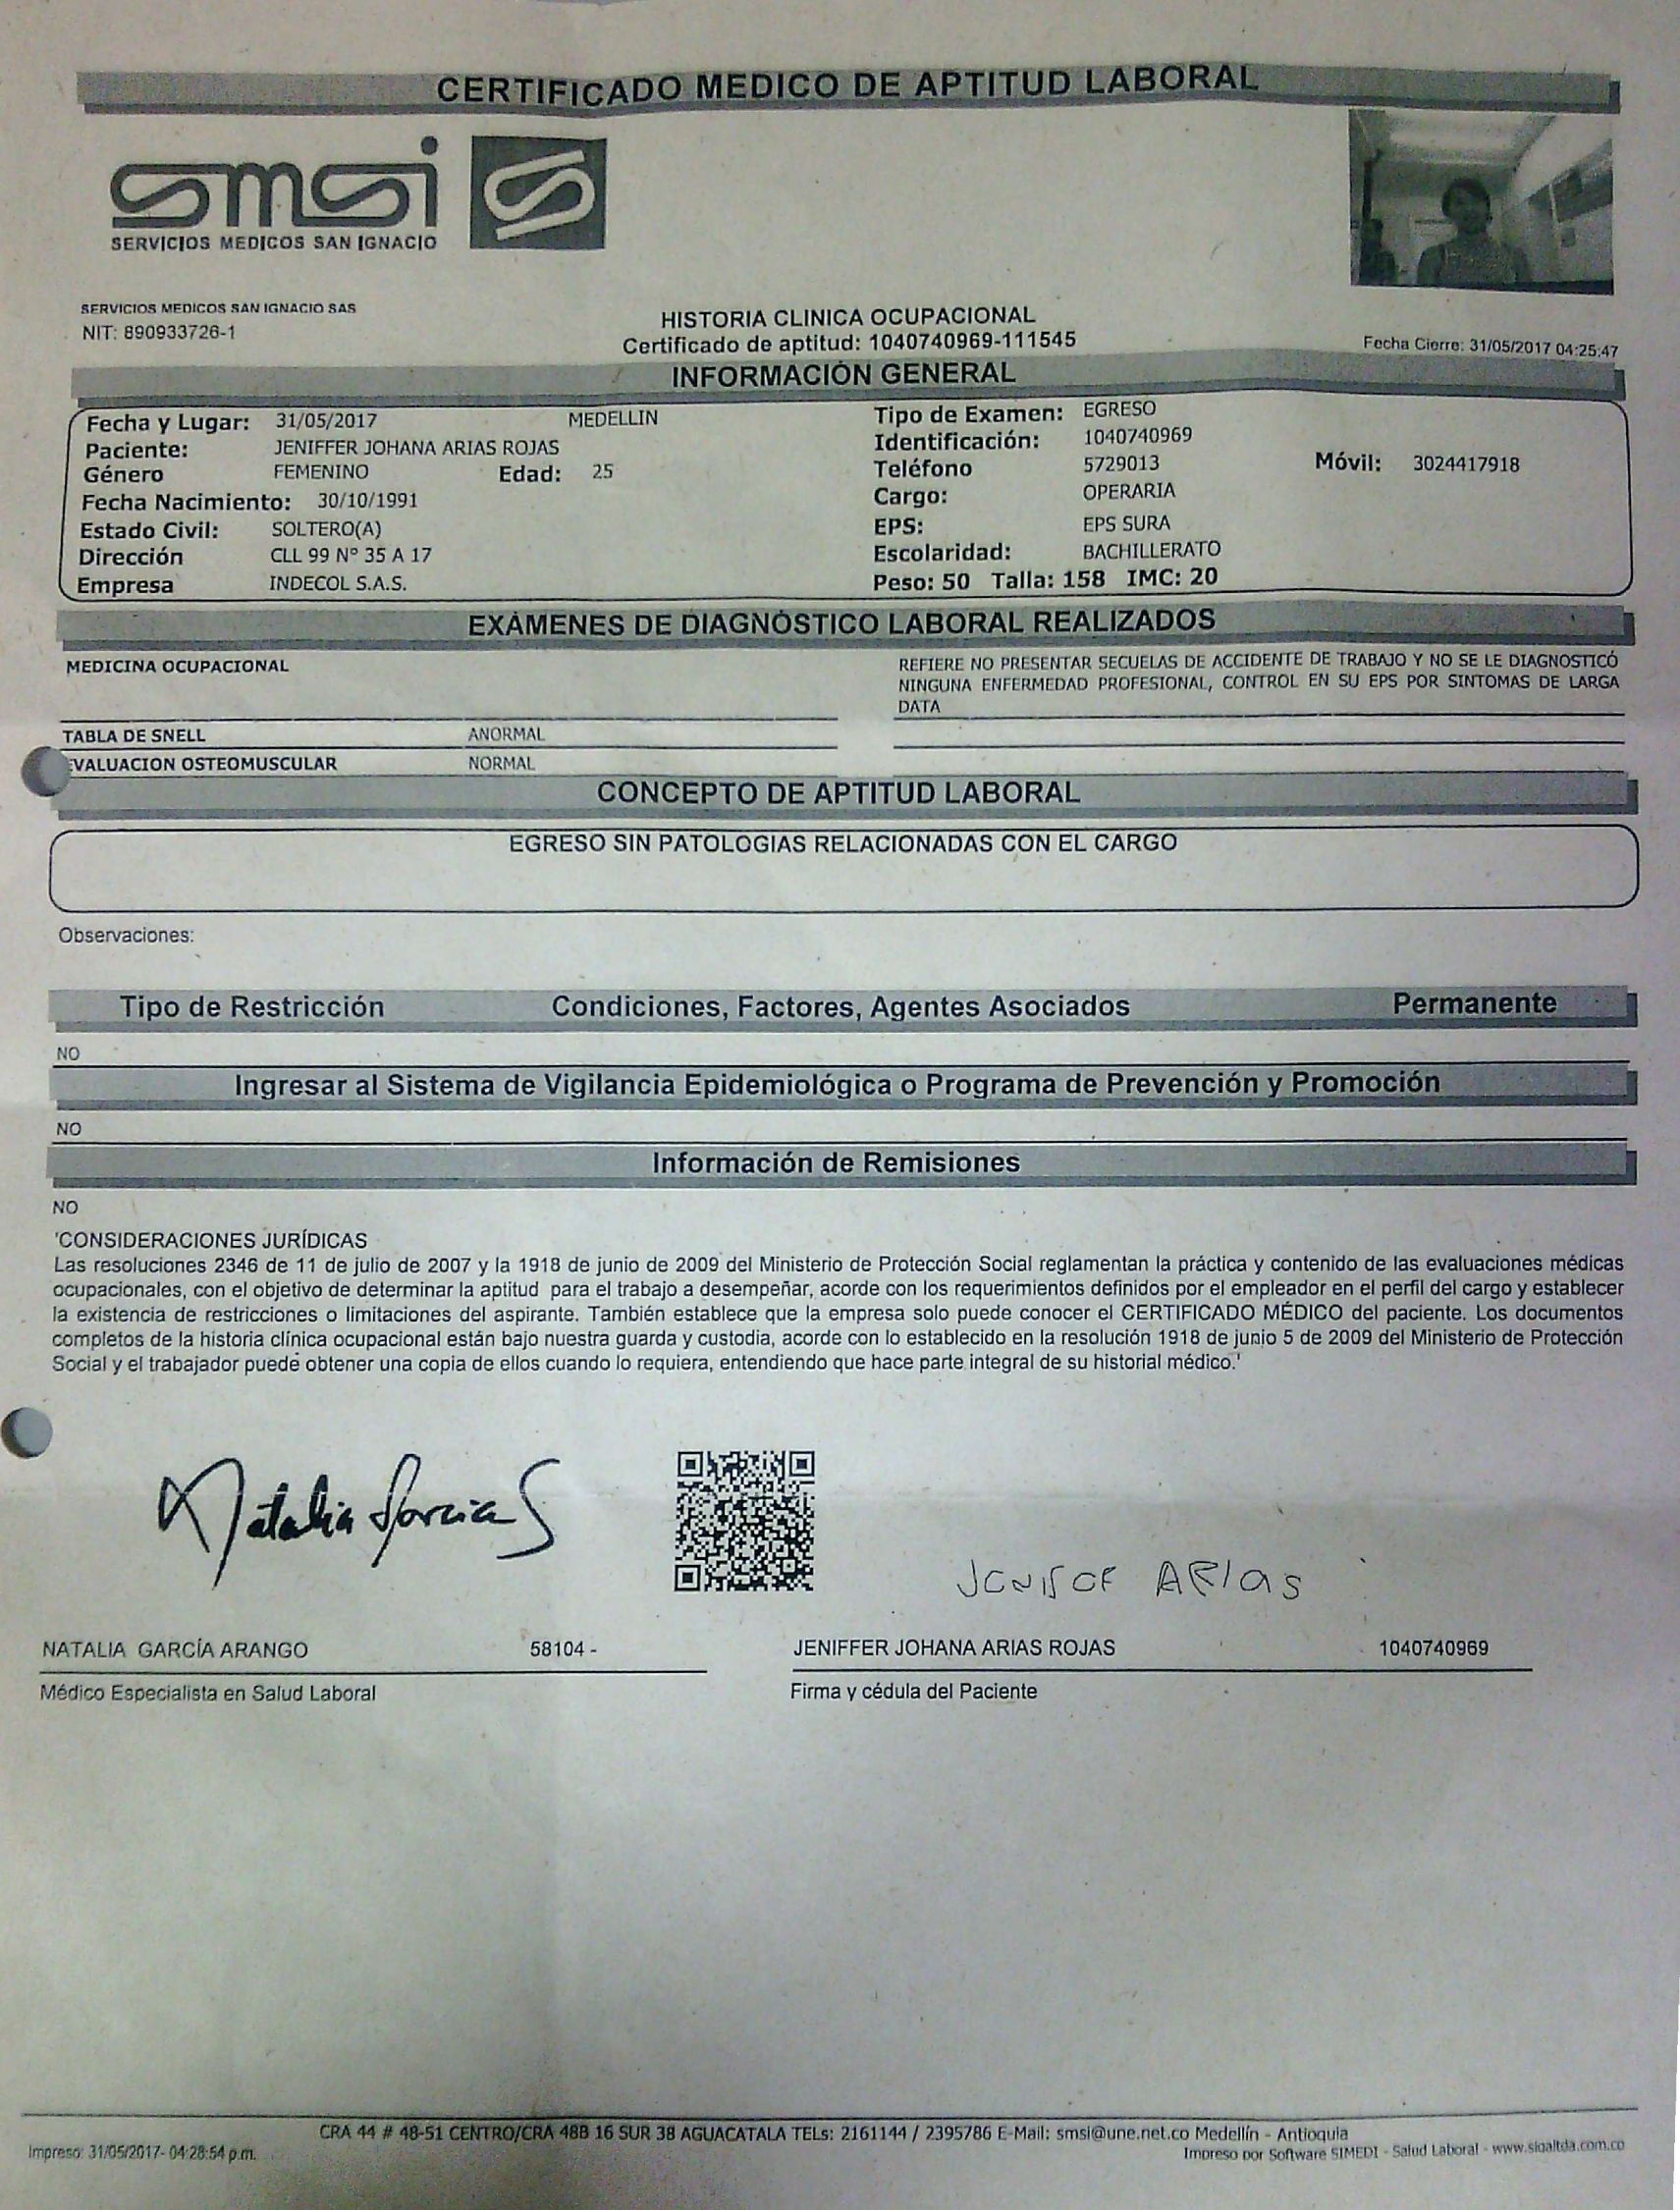 CERTIFICADO MEDICO DE APTITUD LABORAL
smsi
SERVICIOS MEDICOS SAN IGNACIO
SERVICIOS MEDICOS SAN IGNACIO SAS
NIT: 890933726-1
HISTORIA CLINICA OCUPACIONAL
Certificado de aptitud: 1040740969-111545
Fecha Cierre: 31/05/2017 04:25:47
INFORMACIÓN GENERAL
Fecha y Lugar: 31/05/2017 MEDELLIN Tipo de Examen: EGRESO
Paciente: JENIFFER JOHANA ARIAS ROJAS Identificación: 1040740969
Género FEMENINO Edad: 25 Teléfono 5729013 Móvil: 3024417918
Fecha Nacimiento: 30/10/1991 Cargo: OPERARIA
Estado Civil: SOLTERO(A) EPS: EPS SURA
Dirección CLL 99 Nº 35 A 17 Escolaridad: BACHILLERATO
Empresa INDECOL S.A.S. Peso: 50 Talla: 158 IMC: 20
EXÁMENES DE DIAGNÓSTICO LABORAL REALIZADOS
MEDICINA OCUPACIONAL REFIERE NO PRESENTAR SECUELAS DE ACCIDENTE DE TRABAJO Y NO SE LE DIAGNOSTICÓ
NINGUNA ENFERMEDAD PROFESIONAL, CONTROL EN SU EPS POR SINTOMAS DE LARGA
DATA
TABLA DE SNELL ANORMAL
EVALUACION OSTEOMUSCULAR NORMAL
CONCEPTO DE APTITUD LABORAL
EGRESO SIN PATOLOGIAS RELACIONADAS CON EL CARGO
Observaciones:
Tipo de Restricción Condiciones, Factores, Agentes Asociados Permanente
NO
Ingresar al Sistema de Vigilancia Epidemiológica o Programa de Prevención y Promoción
NO
Información de Remisiones
NO
'CONSIDERACIONES JURÍDICAS
Las resoluciones 2346 de 11 de julio de 2007 y la 1918 de junio de 2009 del Ministerio de Protección Social reglamentan la práctica y contenido de las evaluaciones médicas
ocupacionales, con el objetivo de determinar la aptitud para el trabajo a desempeñar, acorde con los requerimientos definidos por el empleador en el perfil del cargo y establecer
la existencia de restricciones o limitaciones del aspirante. También establece que la empresa solo puede conocer el CERTIFICADO MÉDICO del paciente. Los documentos
completos de la historia clínica ocupacional están bajo nuestra guarda y custodia, acorde con lo establecido en la resolución 1918 de junio 5 de 2009 del Ministerio de Protección
Social y el trabajador puede obtener una copia de ellos cuando lo requiera, entendiendo que hace parte integral de su historial médico.'
Natalia Garcia
ARIAS
NATALIA GARCÍA ARANGO 58104 - JENIFFER JOHANA ARIAS ROJAS 1040740969
Médico Especialista en Salud Laboral Firma y cédula del Paciente
CRA 44 # 48-51 CENTRO/CRA 48B 16 SUR 38 AGUACATALA TELs: 2161144 / 2395786 E-Mail: smsi@une.net.co Medellín - Antioquia
Impreso: 31/05/2017- 04:28:54 p.m. Impreso por Software SIMEDI - Salud Laboral - www.sigaltda.com.co